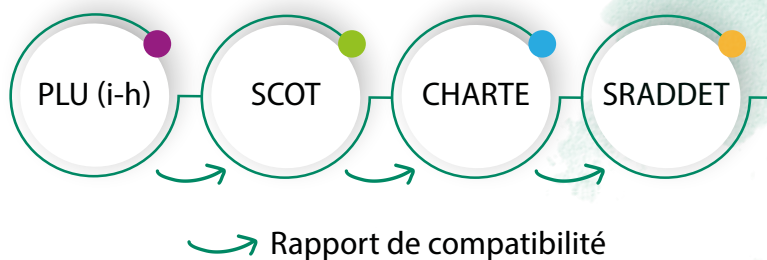 PLU (i-h)
SCOT
CHARTE
SRADDET
Rapport de compatibilité